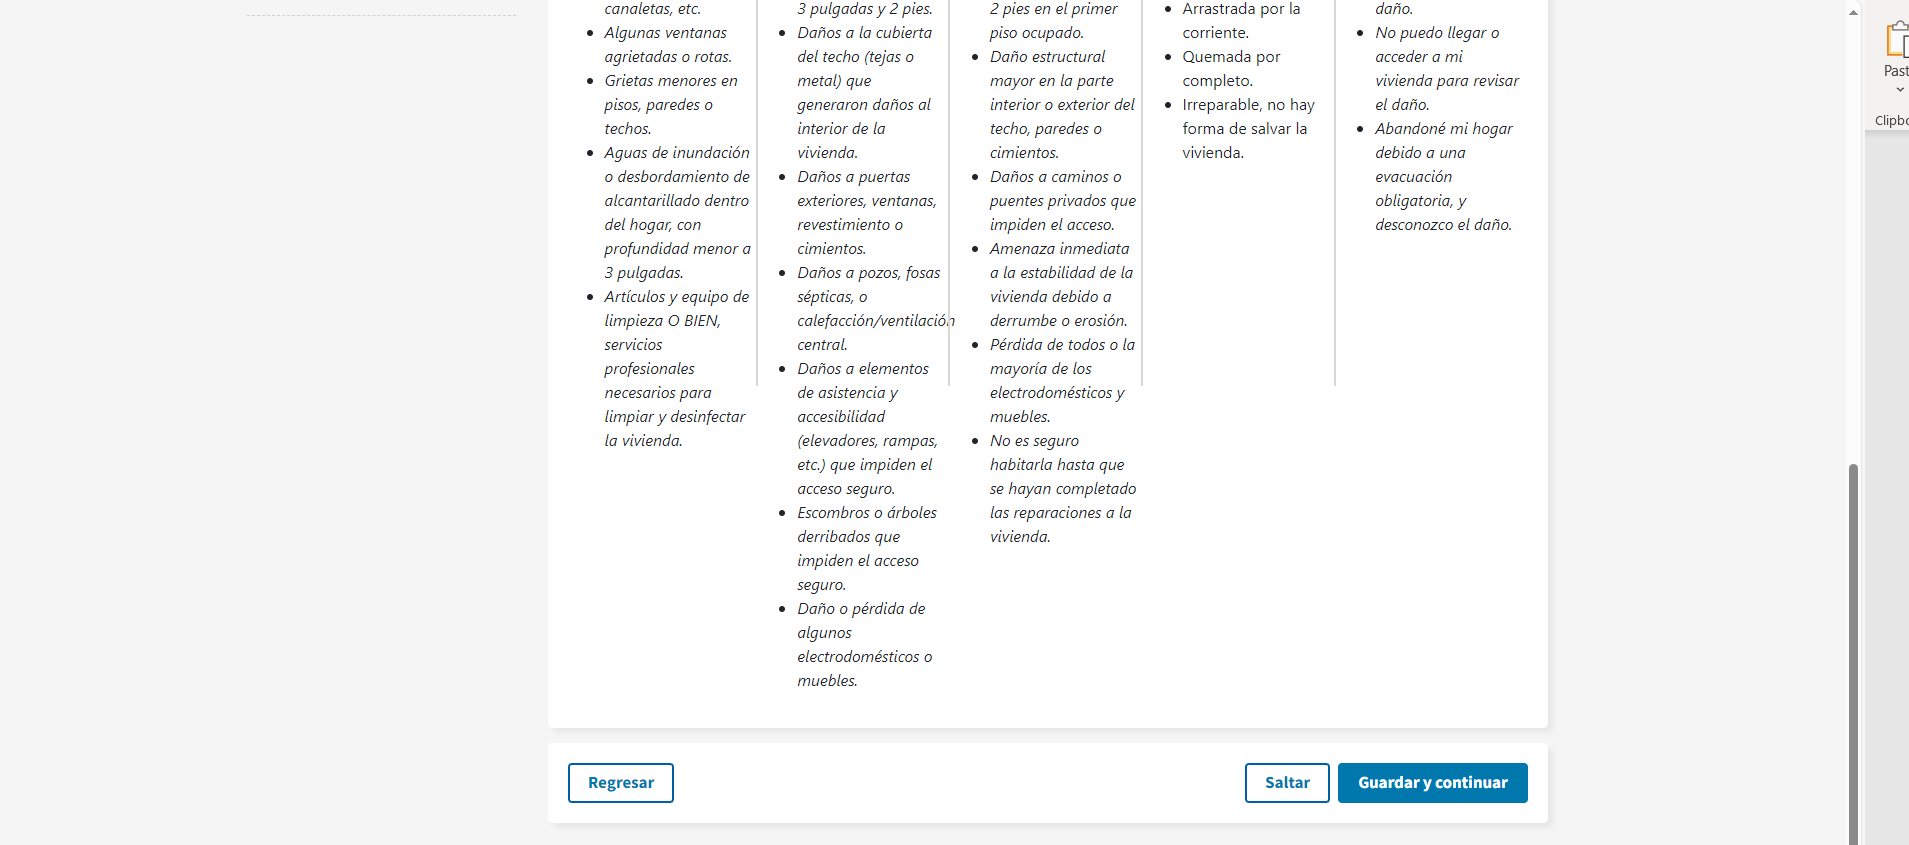 canaletas, etc.
Algunas ventanas
agrietadas o rotas.
Grietas menores en
pisos, paredes o
techos.
Aguas de inundación
o desbordamiento de
alcantarillado dentro
del hogar, con
profundidad menor a
3 pulgadas.
Artículos y equipo de
limpieza O BIEN,
servicios
profesionales
necesarios para
limpiar y desinfectar
la vivienda.
3 pulgadas y 2 pies.
Daños a la cubierta
del techo (tejas o
metal) que
generaron daños al
interior de la
vivienda.
Daños a puertas
exteriores, ventanas,
revestimiento o
cimientos.
Daños a pozos, fosas
sépticas, o
calefacción/ventilación
central.
Daños a elementos
de asistencia y
accesibilidad
(elevadores, rampas,
etc.) que impiden el
acceso seguro.
Escombros o árboles
derribados que
impiden el acceso
seguro.
Daño o pérdida de
algunos
electrodomésticos o
muebles.
2 pies en el primer
piso ocupado.
Daño estructural
mayor en la parte
interior o exterior del
techo, paredes o
cimientos.
Daños a caminos o
puentes privados que
impiden el acceso.
Amenaza inmediata
a la estabilidad de la
vivienda debido a
derrumbe o erosión.
Pérdida de todos o la
mayoría de los
electrodomésticos y
muebles.
No es seguro
habitarla hasta que
se hayan completado
las reparaciones a la
vivienda.
Arrastrada por la
corriente.
Quemada por
completo.
Irreparable, no hay
forma de salvar la
vivienda.
daño.
No puedo llegar o
acceder a mi
vivienda para revisar
el daño.
Abandoné mi hogar
debido a una
evacuación
obligatoria, y
desconozco el daño.
Regresar
Saltar
Guardar y continuar
Past
Clipbo